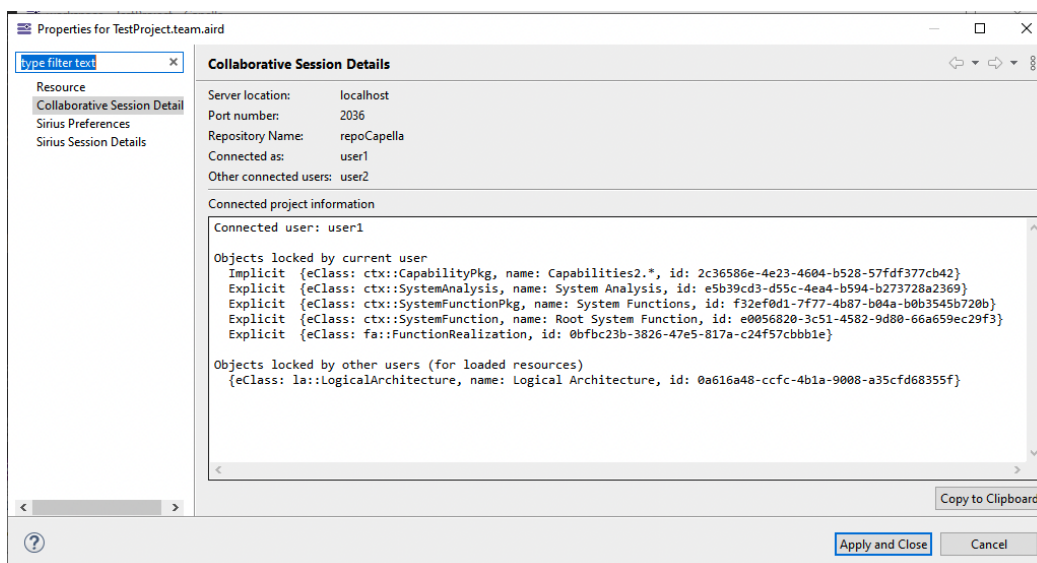 Properties for TestProject.team.aird
type filter text
Resource
Collaborative Session Detail
Sirius Preferences
Sirius Session Details
Collaborative Session Details
Server location: localhost
Port number: 2036
Repository Name: repoCapella
Connected as: user1
Other connected users: user2
Connected project information
Connected user: user1
Objects locked by current user
Implicit {eClass: ctx::CapabilityPkg, name: Capabilities2.*, id: 2c36586e-4e23-4604-b528-57fdf377cb42}
Explicit {eClass: ctx::SystemAnalysis, name: System Analysis, id: e5b39cd3-d55c-4ea4-b594-b273728a2369}
Explicit {eClass: ctx::SystemFunctionPkg, name: System Functions, id: f32ef0d1-7f77-4b87-b04a-b0b3545b720b}
Explicit {eClass: ctx::SystemFunction, name: Root System Function, id: e0056820-3c51-4582-9d80-66a659ec29f3}
Explicit {eClass: fa::FunctionRealization, id: 0bfbc23b-3826-47e5-817a-c24f57cbbb1e}
Objects locked by other users (for loaded resources)
{eClass: la::LogicalArchitecture, name: Logical Architecture, id: 0a616a48-ccfc-4b1a-9008-a35cfd68355f}
Copy to Clipboard
Apply and Close
Cancel